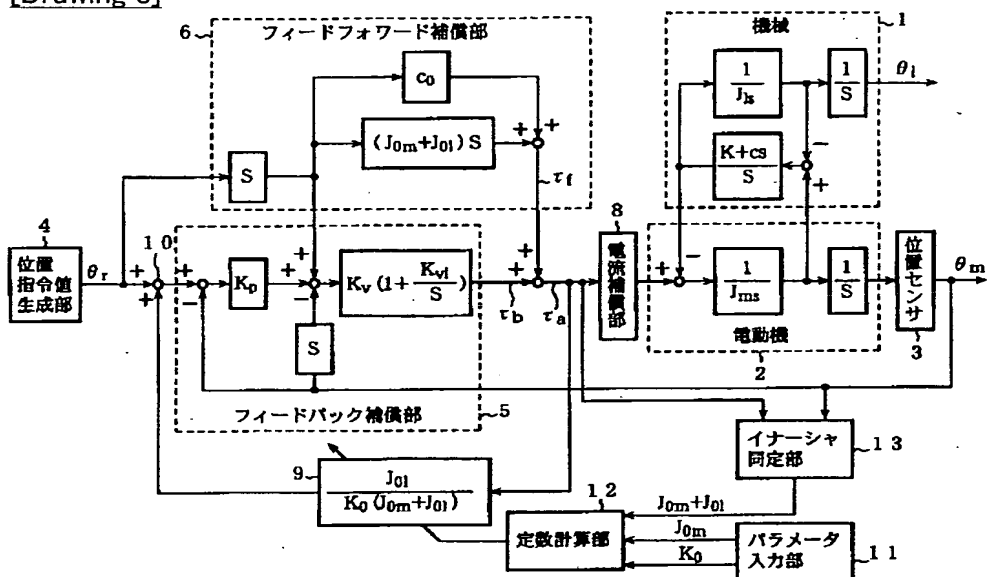 [Drawing 3]
6
フィードフォワード補償部
c₀
(J₀ₘ+J₀ₗ)S
S
+
+
τf
機械
1
1
Jₗs
1
S
θₗ
K+cs
S
−
+
4
位置
指令値
生成部
θr
10
+
+
+
−
Kp
+
+
−
Kv(1+Kvi/S)
S
τb
+
+
τa
フィードバック補償部
5
8
電流補償部
+
−
1
Jms
1
S
電動機
2
位置センサ
3
θm
イナーシャ
同定部
13
9
J₀ₗ
K₀(J₀ₘ+J₀ₗ)
12
定数計算部
J₀ₘ+J₀ₗ
J₀ₘ
K₀
パラメータ
入力部
11